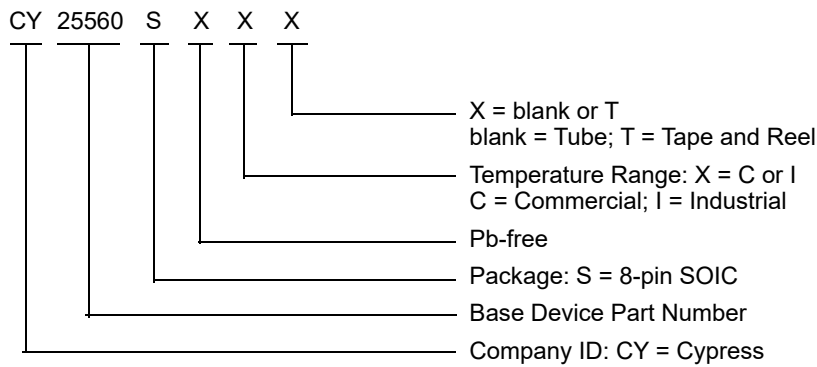 CY 25560 S X X X
X = blank or T
blank = Tube; T = Tape and Reel
Temperature Range: X = C or I
C = Commercial; I = Industrial
Pb-free
Package: S = 8-pin SOIC
Base Device Part Number
Company ID: CY = Cypress